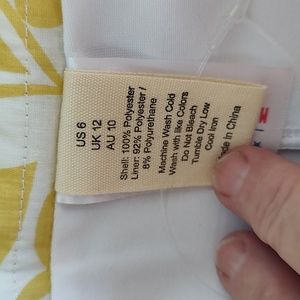 US 6
UK 12
AU 10
Shell: 100% Polyester
Liner: 92% Polyester /
8% Polyurethane
Machine Wash Cold
Wash with like Colors
Do Not Bleach
Tumble Dry Low
Cool Iron
in China